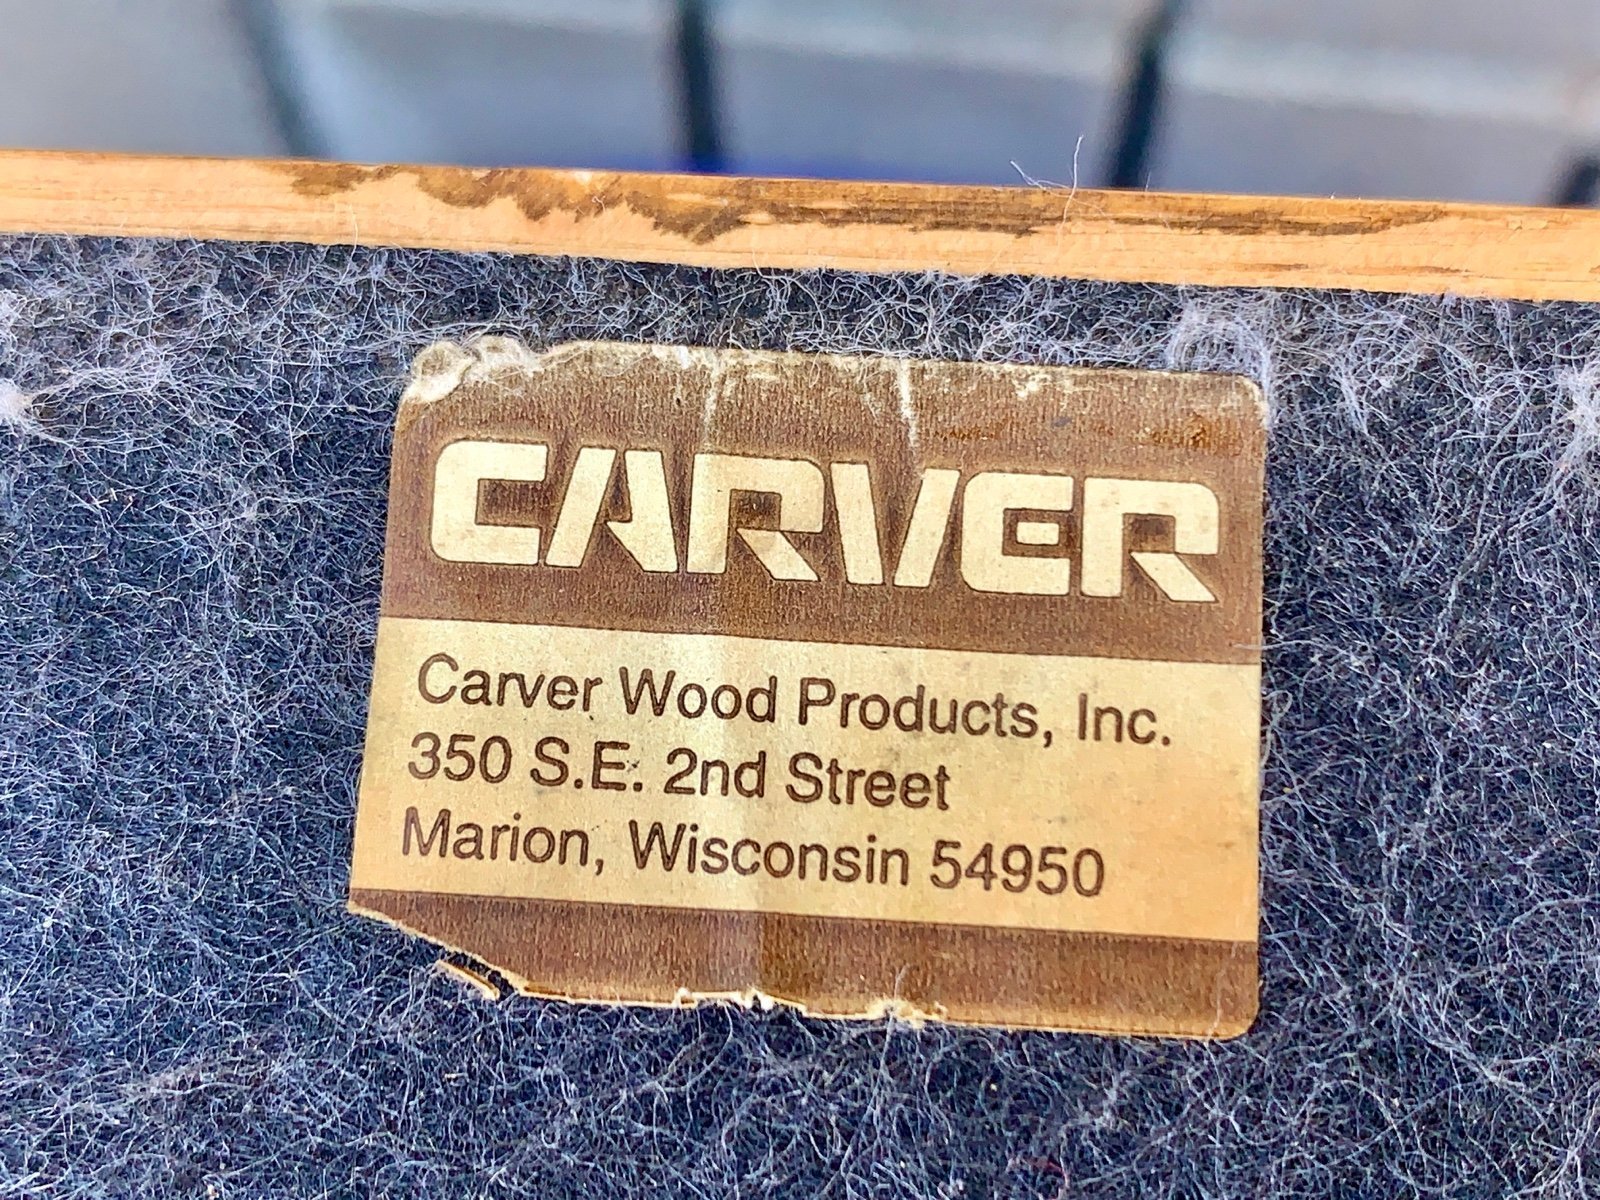 CARVER
Carver Wood Products, Inc.
350 S.E. 2nd Street
Marion, Wisconsin 54950